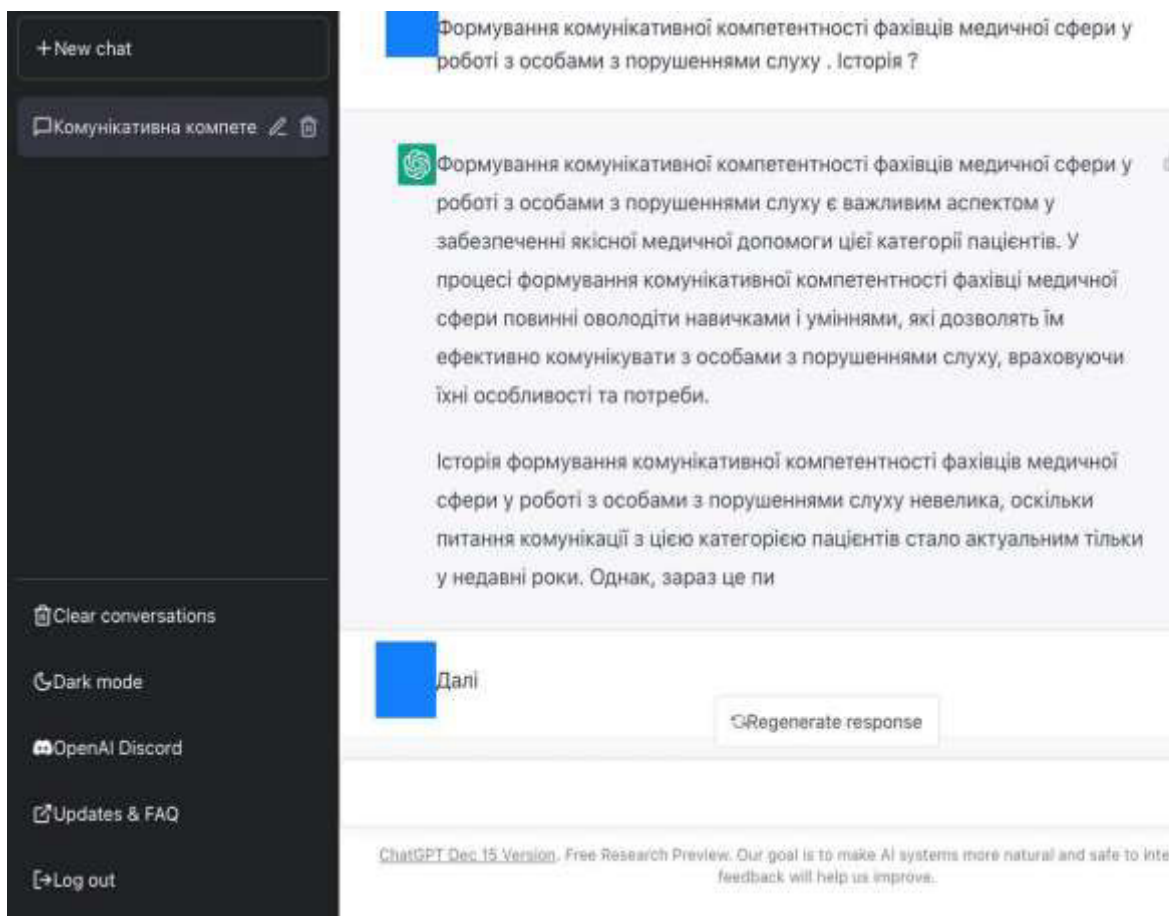 + New chat
Комунікативна компете
Clear conversations
Dark mode
OpenAI Discord
Updates & FAQ
Log out
Формування комунікативної компетентності фахівців медичної сфери у
роботі з особами з порушеннями слуху . Історія ?
Формування комунікативної компетентності фахівців медичної сфери у
роботі з особами з порушеннями слуху є важливим аспектом у
забезпеченні якісної медичної допомоги цієї категорії пацієнтів. У
процесі формування комунікативної компетентності фахівці медичної
сфери повинні оволодіти навичками і уміннями, які дозволять їм
ефективно комунікувати з особами з порушеннями слуху, враховуючи
їхні особливості та потреби.
Історія формування комунікативної компетентності фахівців медичної
сфери у роботі з особами з порушеннями слуху невелика, оскільки
питання комунікації з цією категорією пацієнтів стало актуальним тільки
у недавні роки. Однак, зараз це пи
Далі
Regenerate response
ChatGPT Dec 15 Version. Free Research Preview. Our goal is to make AI systems more natural and safe to inte
feedback will help us improve.